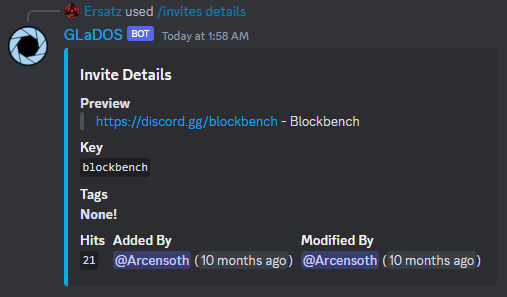 Ersatz used /invites details
GLaDOS BOT Today at 1:58 AM
Invite Details
Preview
https://discord.gg/blockbench - Blockbench
Key
blockbench
Tags
None!
Hits Added By Modified By
21 @Arcensoth (10 months ago) @Arcensoth (10 months ago)